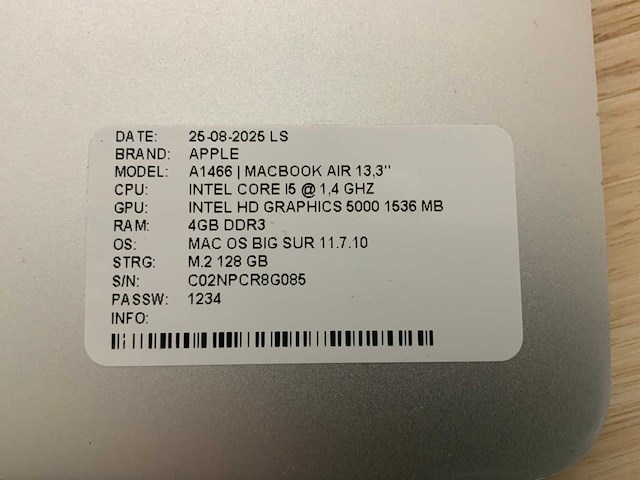 DATE: 25-08-2025 LS
BRAND: APPLE
MODEL: A1466 | MACBOOK AIR 13,3"
CPU: INTEL CORE I5 @ 1,4 GHZ
GPU: INTEL HD GRAPHICS 5000 1536 MB
RAM: 4GB DDR3
OS: MAC OS BIG SUR 11.7.10
STRG: M.2 128 GB
S/N: C02NPCR8G085
PASSW: 1234
INFO: